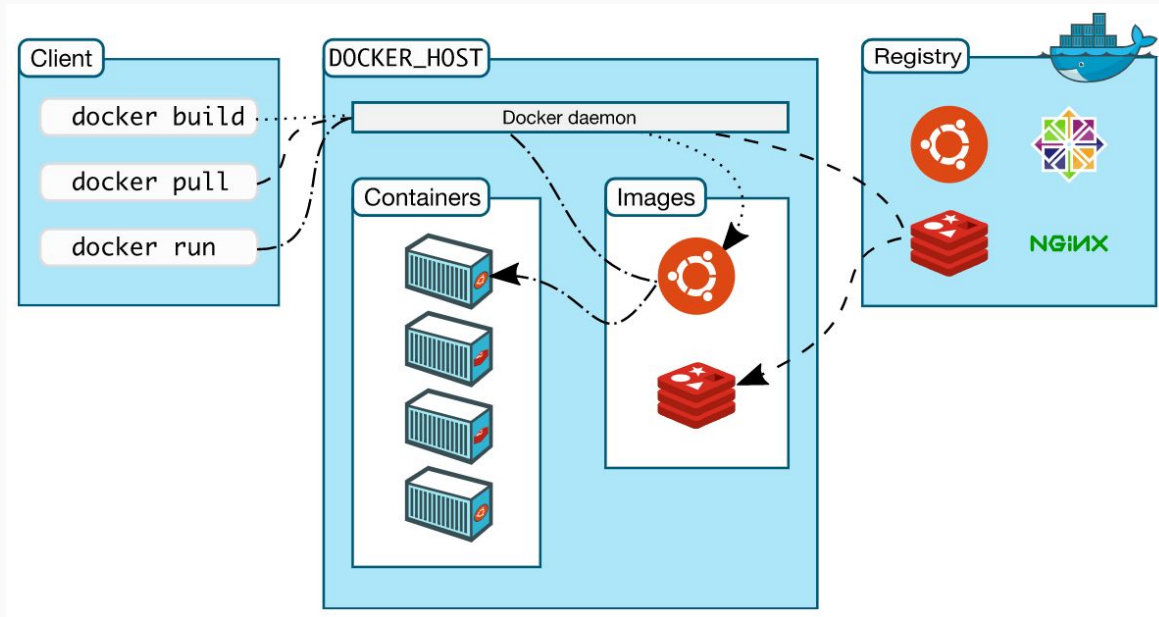 Client
docker build
docker pull
docker run
DOCKER_HOST
Docker daemon
Containers
Images
Registry
NGINX